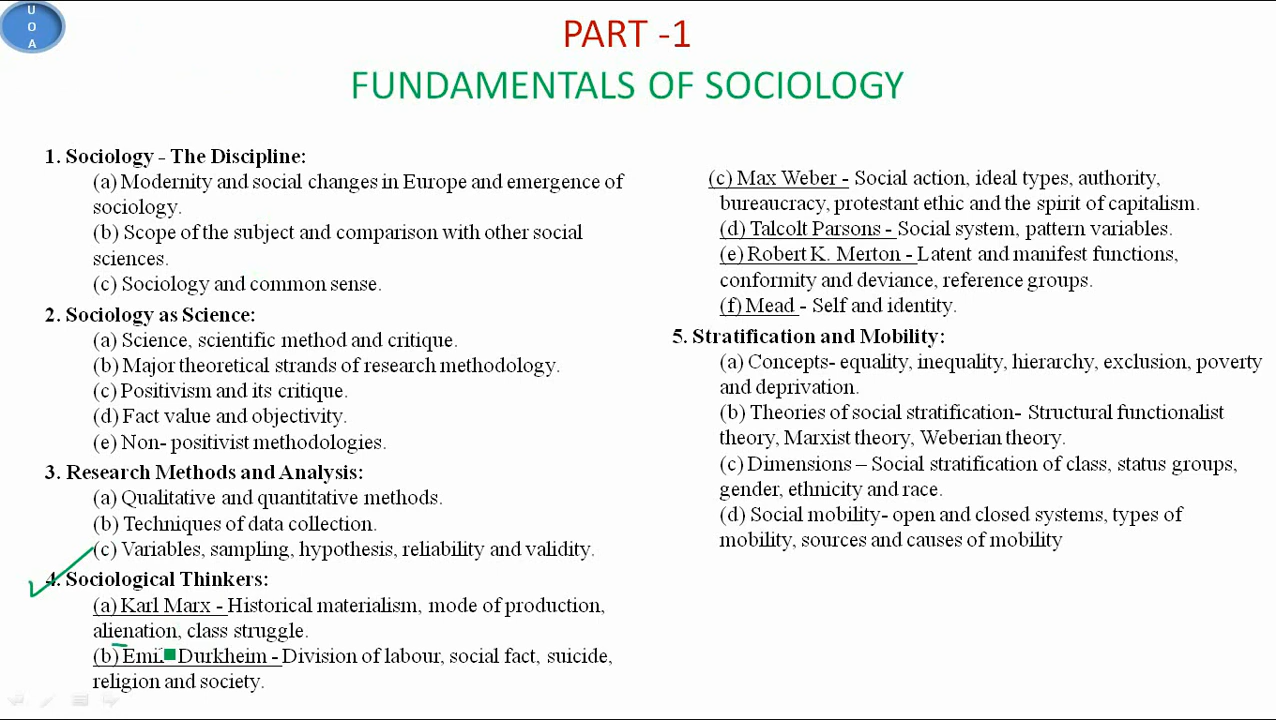 U
O
A
PART -1
FUNDAMENTALS OF SOCIOLOGY
1. Sociology - The Discipline:
(a) Modernity and social changes in Europe and emergence of
sociology.
(b) Scope of the subject and comparison with other social
sciences.
(c) Sociology and common sense.
2. Sociology as Science:
(a) Science, scientific method and critique.
(b) Major theoretical strands of research methodology.
(c) Positivism and its critique.
(d) Fact value and objectivity.
(e) Non- positivist methodologies.
3. Research Methods and Analysis:
(a) Qualitative and quantitative methods.
(b) Techniques of data collection.
(c) Variables, sampling, hypothesis, reliability and validity.
4. Sociological Thinkers:
(a) Karl Marx - Historical materialism, mode of production,
alienation, class struggle.
(b) Durkheim - Division of labour, social fact, suicide,
religion and society.
(c) Max Weber - Social action, ideal types, authority,
bureaucracy, protestant ethic and the spirit of capitalism.
(d) Talcolt Parsons - Social system, pattern variables.
(e) Robert K. Merton - Latent and manifest functions,
conformity and deviance, reference groups.
(f) Mead - Self and identity.
5. Stratification and Mobility:
(a) Concepts- equality, inequality, hierarchy, exclusion, poverty
and deprivation.
(b) Theories of social stratification- Structural functionalist
theory, Marxist theory, Weberian theory.
(c) Dimensions – Social stratification of class, status groups,
gender, ethnicity and race.
(d) Social mobility- open and closed systems, types of
mobility, sources and causes of mobility